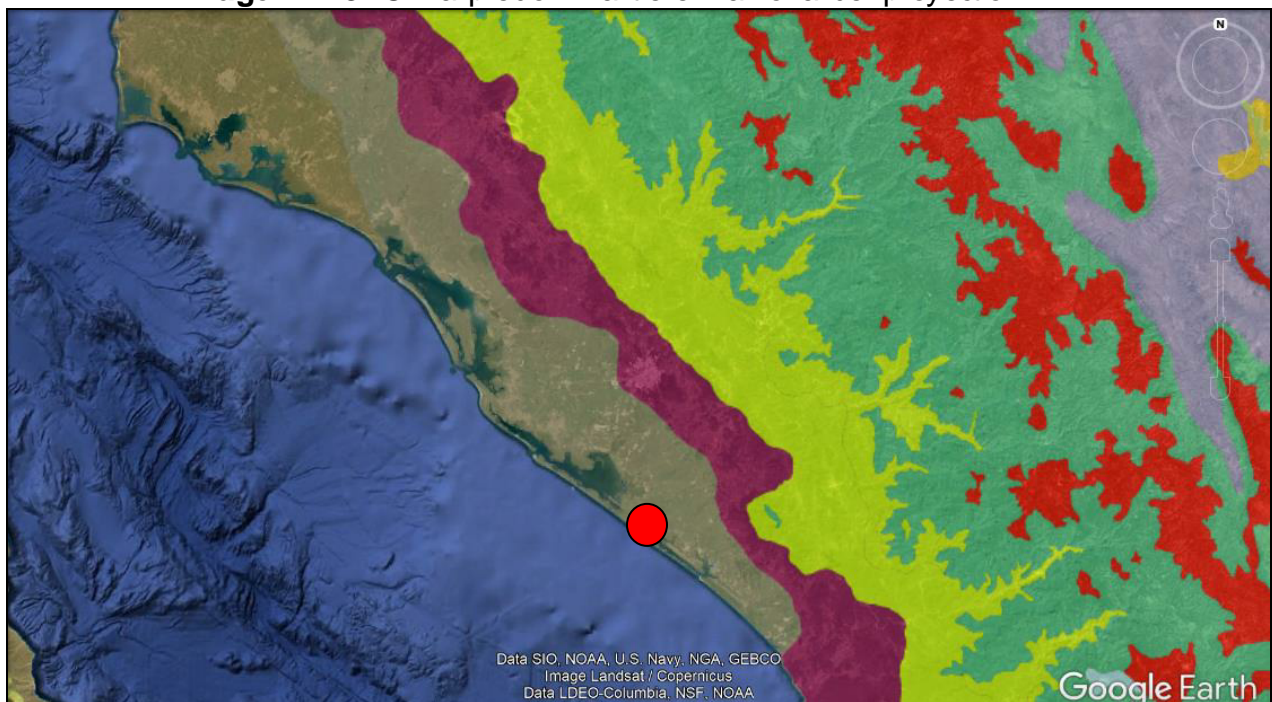 N
Data SIO, NOAA, U.S. Navy, NGA, GEBCO
Image Landsat / Copernicus
Data LDEO-Columbia, NSF, NOAA
Google Earth